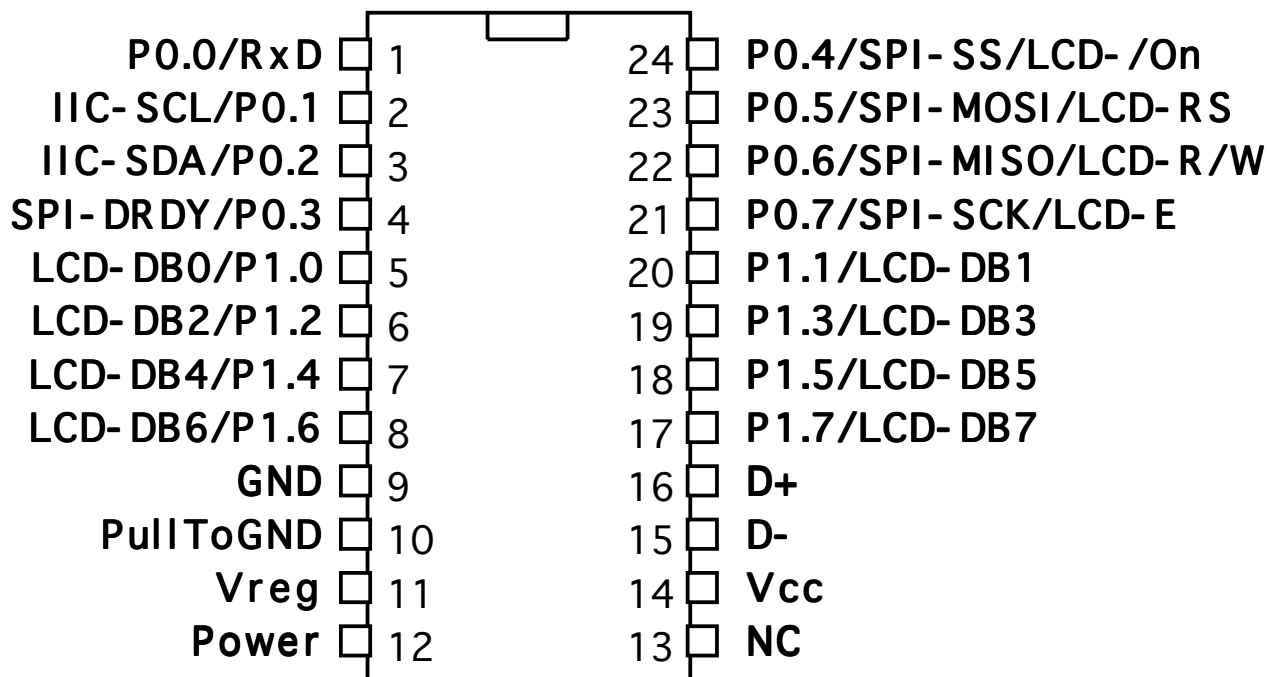 P0.0/RxD 1 24 P0.4/SPI-SS/LCD-/On
IIC-SCL/P0.1 2 23 P0.5/SPI-MOSI/LCD-RS
IIC-SDA/P0.2 3 22 P0.6/SPI-MISO/LCD-R/W
SPI-DRDY/P0.3 4 21 P0.7/SPI-SCK/LCD-E
LCD-DB0/P1.0 5 20 P1.1/LCD-DB1
LCD-DB2/P1.2 6 19 P1.3/LCD-DB3
LCD-DB4/P1.4 7 18 P1.5/LCD-DB5
LCD-DB6/P1.6 8 17 P1.7/LCD-DB7
GND 9 16 D+
PullToGND 10 15 D-
Vreg 11 14 Vcc
Power 12 13 NC